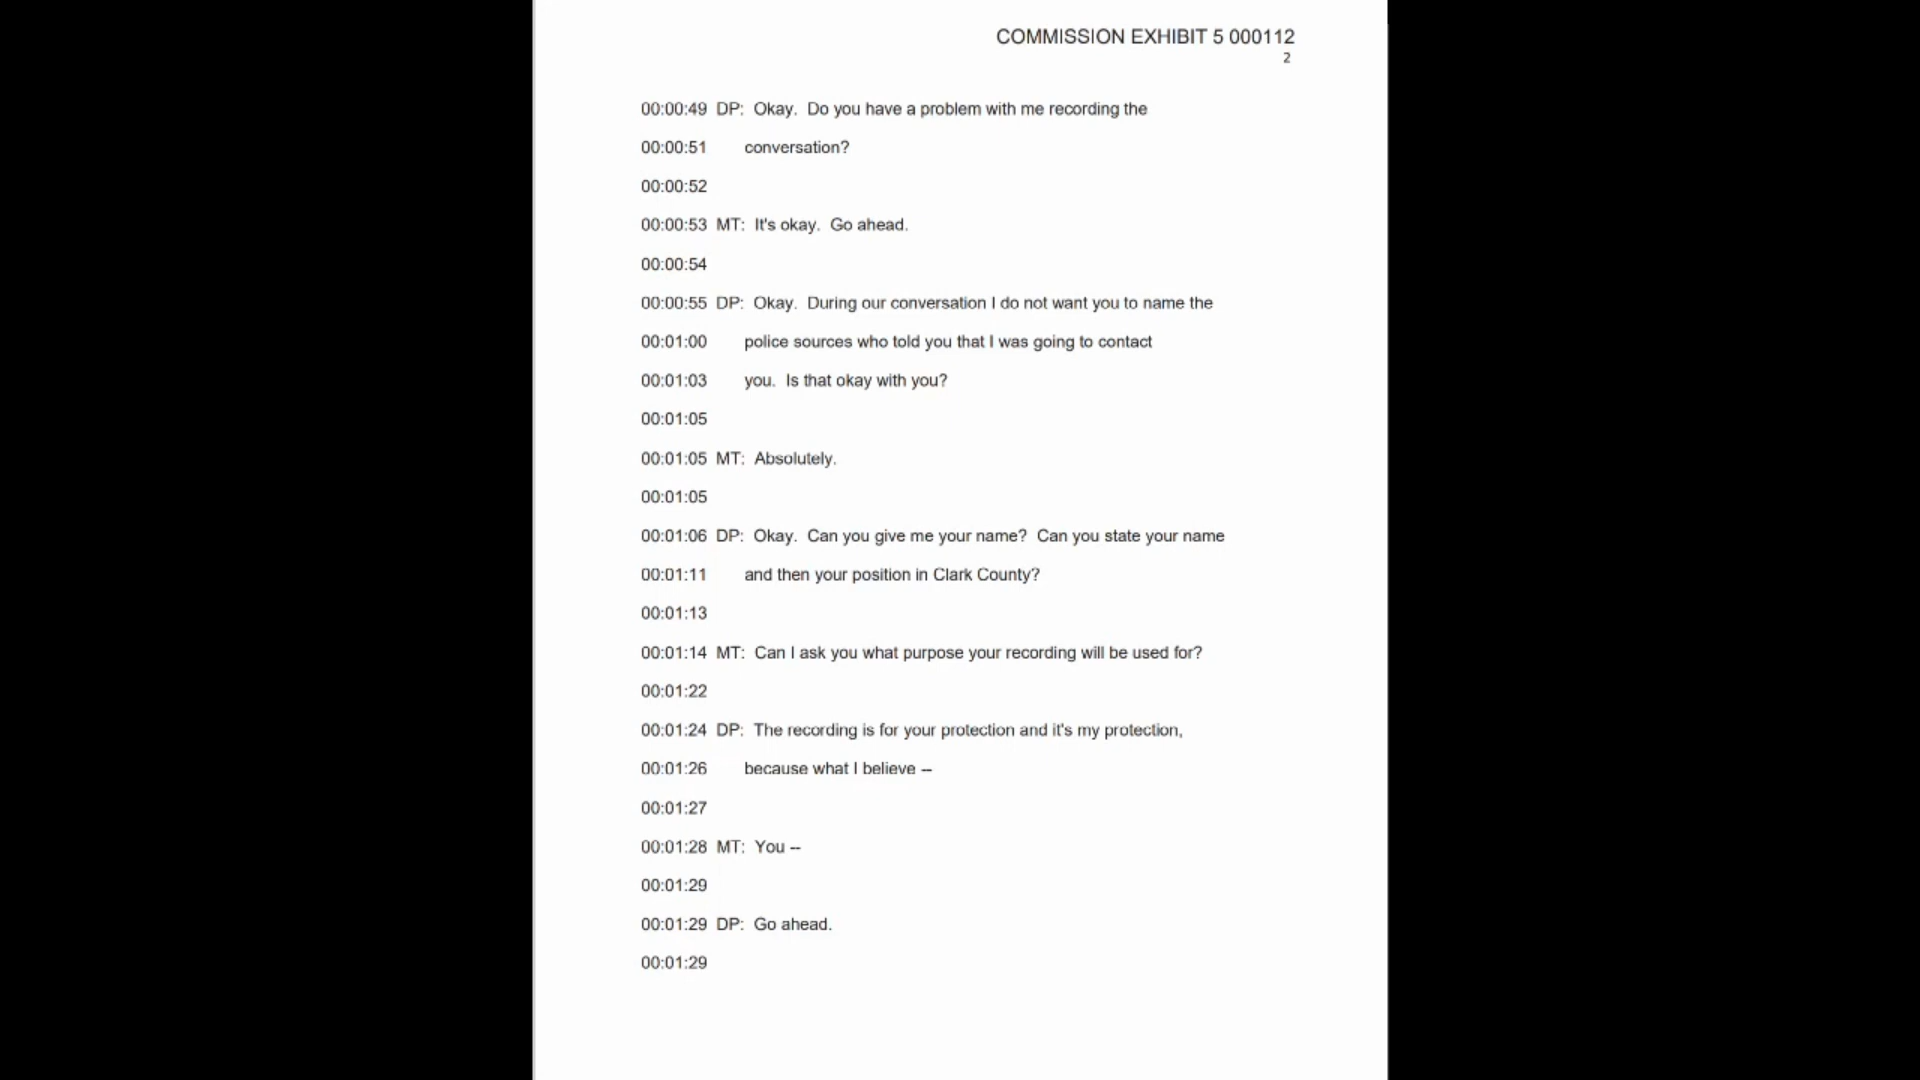 COMMISSION EXHIBIT 5 000112
2
00:00:49 DP: Okay. Do you have a problem with me recording the
00:00:51 conversation?
00:00:52
00:00:53 MT: It's okay. Go ahead.
00:00:54
00:00:55 DP: Okay. During our conversation I do not want you to name the
00:01:00 police sources who told you that I was going to contact
00:01:03 you. Is that okay with you?
00:01:05
00:01:05 MT: Absolutely.
00:01:05
00:01:06 DP: Okay. Can you give me your name? Can you state your name
00:01:11 and then your position in Clark County?
00:01:13
00:01:14 MT: Can I ask you what purpose your recording will be used for?
00:01:22
00:01:24 DP: The recording is for your protection and it's my protection,
00:01:26 because what I believe --
00:01:27
00:01:28 MT: You --
00:01:29
00:01:29 DP: Go ahead.
00:01:29